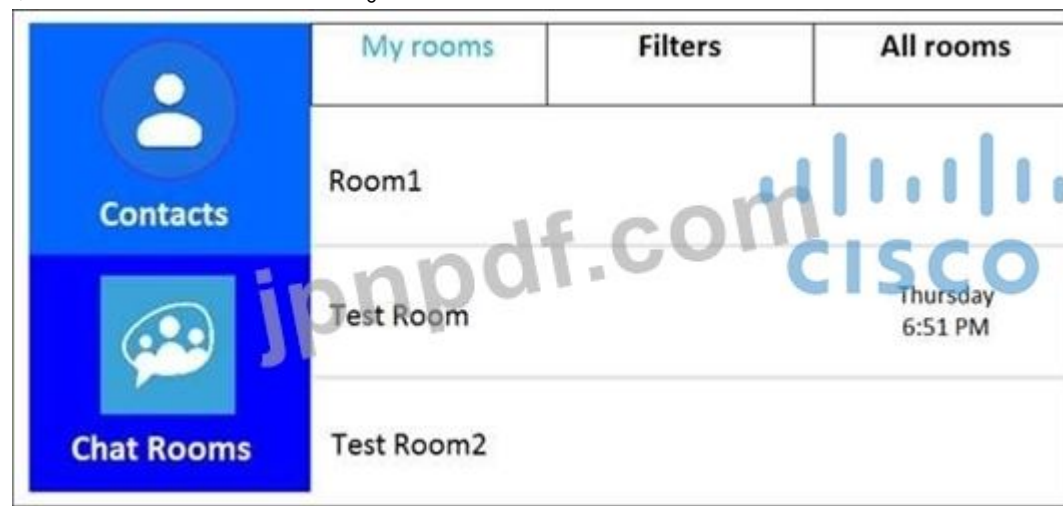 My rooms
Filters
All rooms
Contacts
Room1
CISCO
jpnpdf.com
Test Room
Thursday
6:51 PM
Chat Rooms
Test Room2